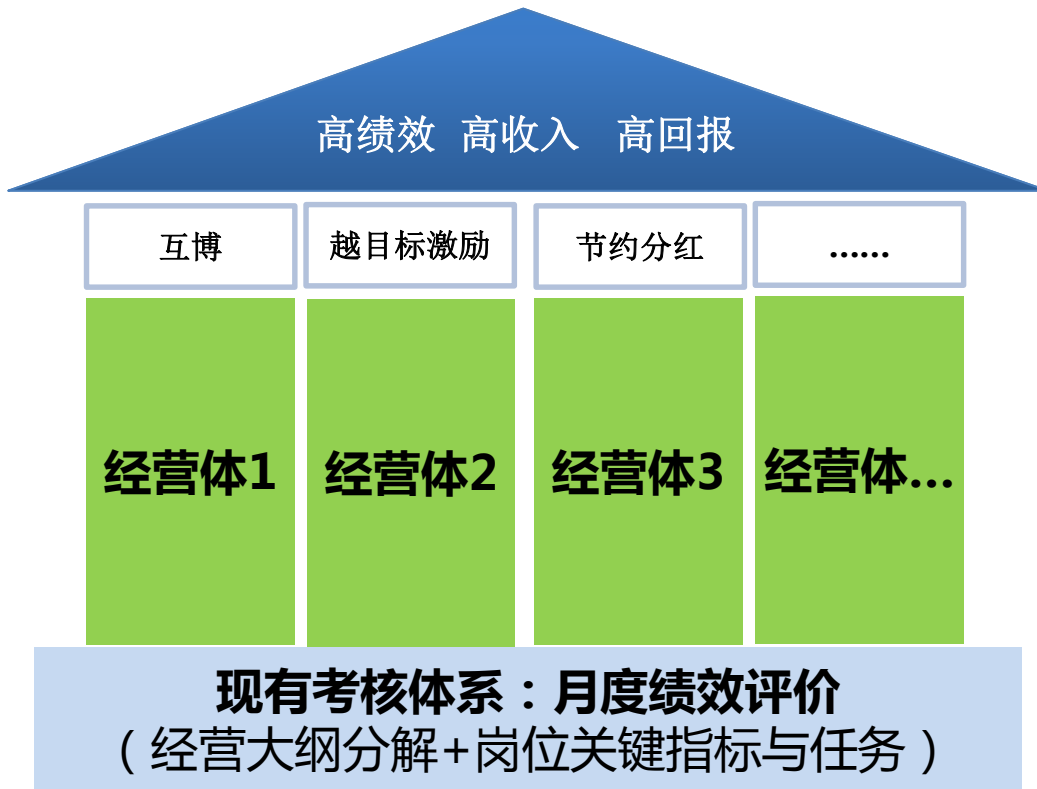 高绩效 高收入 高回报
互博
越目标激励
节约分红
......
经营体1
经营体2
经营体3
经营体...
现有考核体系：月度绩效评价
（经营大纲分解+岗位关键指标与任务）